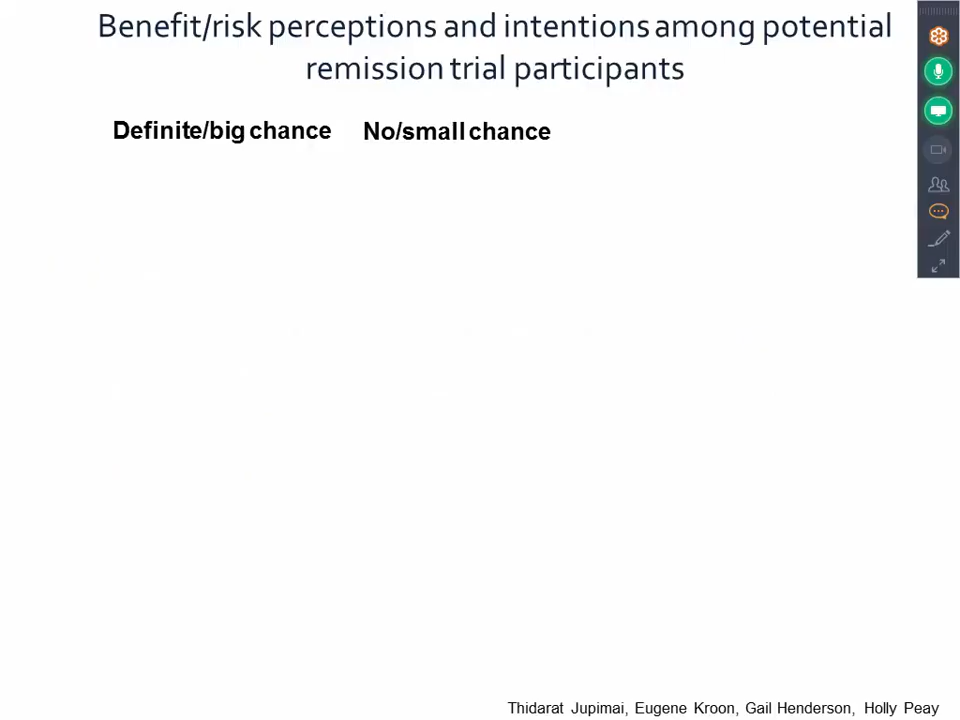 Benefit/risk perceptions and intentions among potential
remission trial participants
Definite/big chance No/small chance
Thidarat Jupimai, Eugene Kroon, Gail Henderson, Holly Peay